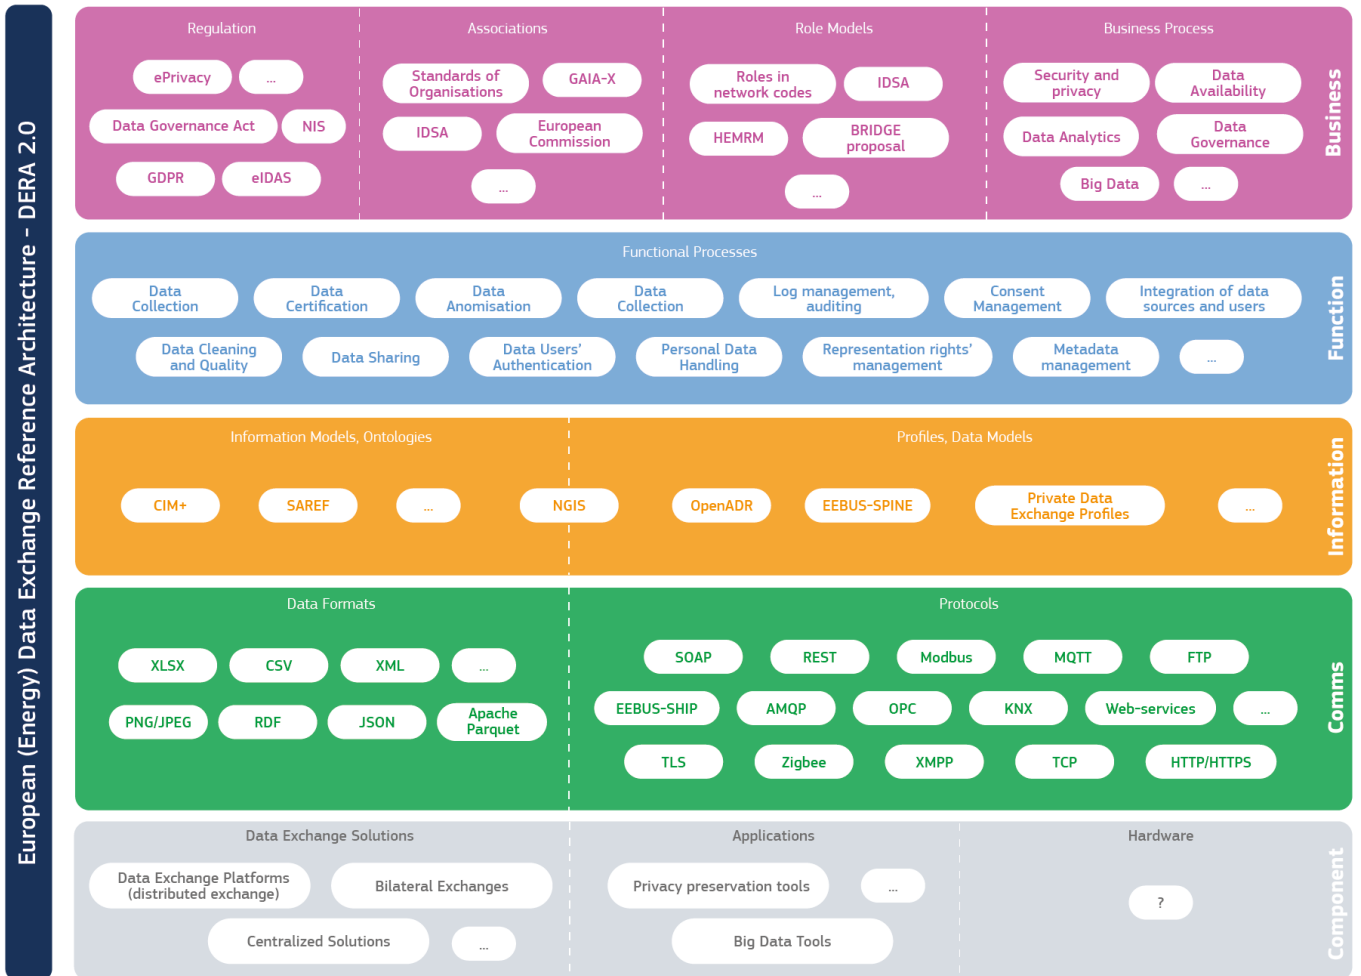 European (Energy) Data Exchange Reference Architecture - DERA 2.0
Regulation
ePrivacy
...
Data Governance Act
NIS
GDPR
eIDAS
Associations
Standards of
Organisations
GAIA-X
IDSA
European
Commission
...
Role Models
Roles in
network codes
IDSA
HEMRM
BRIDGE
proposal
...
Business Process
Security and
privacy
Data
Availability
Data Analytics
Data
Governance
Big Data
...
Business
Functional Processes
Data
Collection
Data
Certification
Data
Anomisation
Data
Collection
Log management,
auditing
Consent
Management
Integration of data
sources and users
Data Cleaning
and Quality
Data Sharing
Data Users'
Authentication
Personal Data
Handling
Representation rights'
management
Metadata
management
...
Function
Information Models, Ontologies
CIM+
SAREF
...
NGIS
Profiles, Data Models
OpenADR
EEBUS-SPINE
Private Data
Exchange Profiles
...
Information
Data Formats
XLSX
CSV
XML
...
PNG/JPEG
RDF
JSON
Apache
Parquet
Protocols
SOAP
REST
Modbus
MQTT
FTP
EEBUS-SHIP
AMQP
OPC
KNX
Web-services
...
TLS
Zigbee
XMPP
TCP
HTTP/HTTPS
Comms
Data Exchange Solutions
Data Exchange Platforms
(distributed exchange)
Bilateral Exchanges
Centralized Solutions
...
Applications
Privacy preservation tools
...
Big Data Tools
Hardware
?
Component